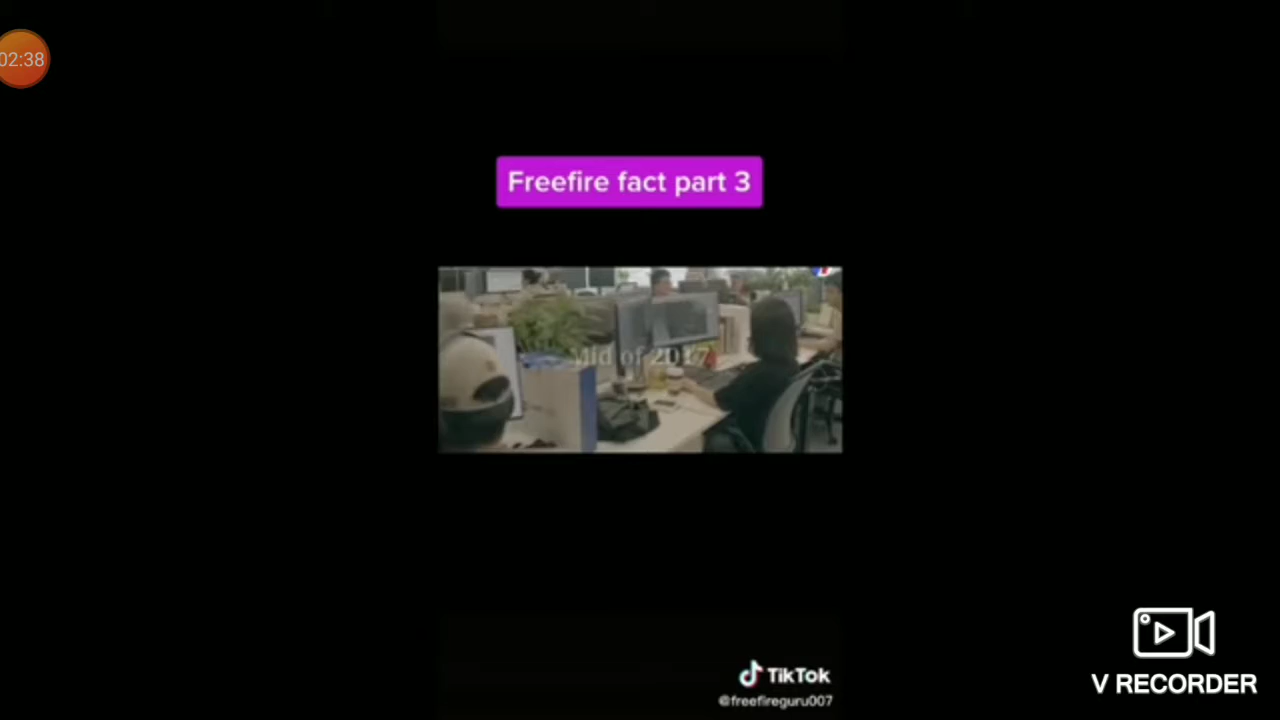 02:38
Freefire fact part 3
Mid of 2017
TikTok
@freefireguru007
V RECORDER